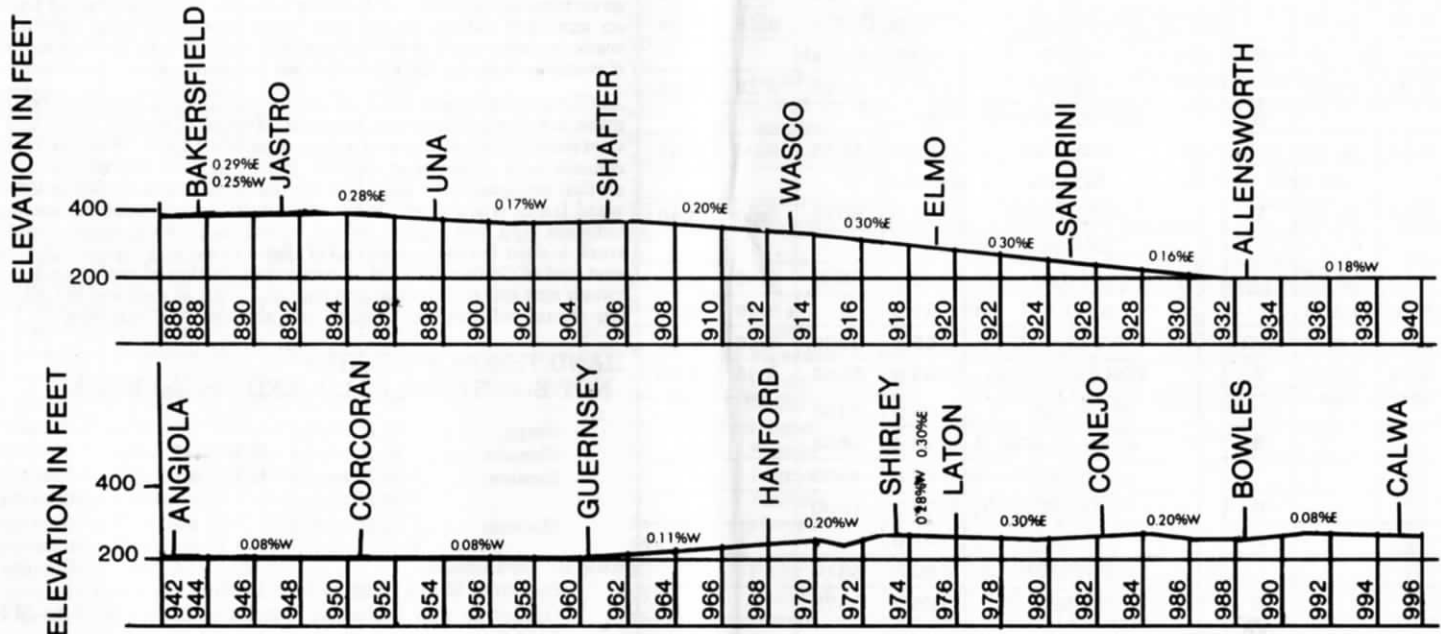 ELEVATION IN FEET
400
200
BAKERSFIELD
0 29%E
0.25%W
JASTRO
0 28%E
UNA
0 17%W
SHAFTER
0 20%E
WASCO
0 30%E
ELMO
0 30%E
SANDRINI
0 16%E
ALLENSWORTH
0 18%W
886 888 890 892 894 896 898 900 902 904 906 908 910 912 914 916 918 920 922 924 926 928 930 932 934 936 938 940
ELEVATION IN FEET
400
200
ANGIOLA
0 08%W
CORCORAN
0 08%W
GUERNSEY
0.11%W
HANFORD
0.20%W
SHIRLEY
0 30%E
LATON
0.30%E
CONEJO
0.20%W
BOWLES
0.08%E
CALWA
942 944 946 948 950 952 954 956 958 960 962 964 966 968 970 972 974 976 978 980 982 984 986 988 990 992 994 996